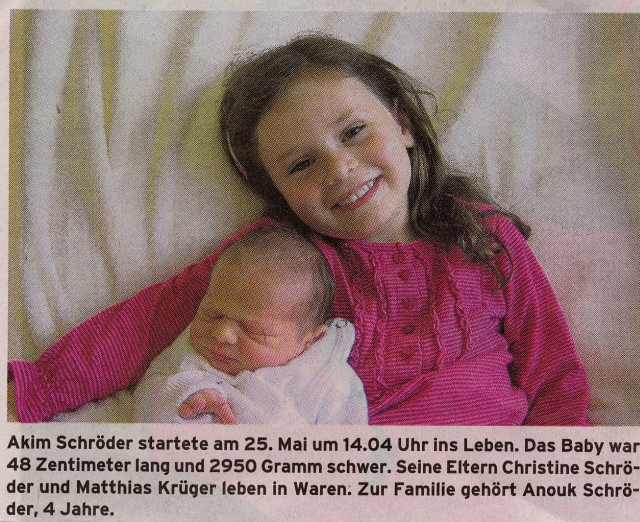 Akim Schröder startete am 25. Mai um 14.04 Uhr ins Leben. Das Baby war
48 Zentimeter lang und 2950 Gramm schwer. Seine Eltern Christine Schrö-
der und Matthias Krüger leben in Waren. Zur Familie gehört Anouk Schrö-
der, 4 Jahre.